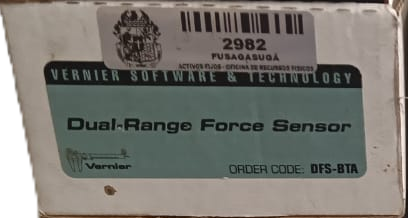 2982
FUSAGASUGÁ
ACTIVOS FIJOS - OFICINA DE RECURSOS FISICOS
VERNIER SOFTWARE & TECHNOLOGY
Dual-Range Force Sensor
Vernier
ORDER CODE: DFS-BTA